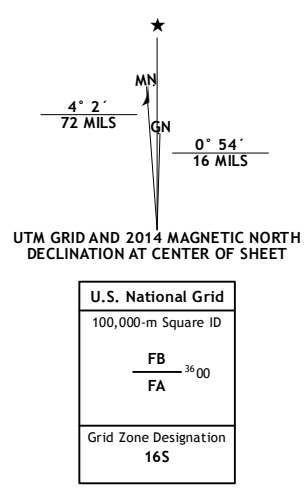 ★
MN
GN
4° 2´
72 MILS
0° 54´
16 MILS
UTM GRID AND 2014 MAGNETIC NORTH
DECLINATION AT CENTER OF SHEET
U.S. National Grid
100,000-m Square ID
FB
3600
FA
Grid Zone Designation
16S